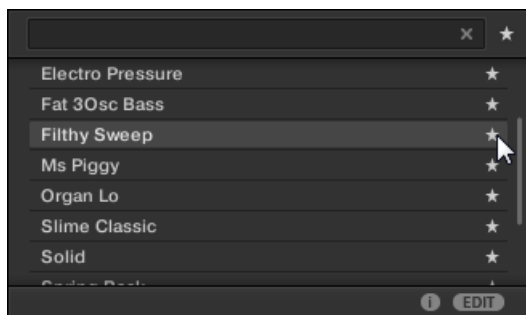 Electro Pressure
Fat 3Osc Bass
Filthy Sweep
Ms Piggy
Organ Lo
Slime Classic
Solid
EDIT